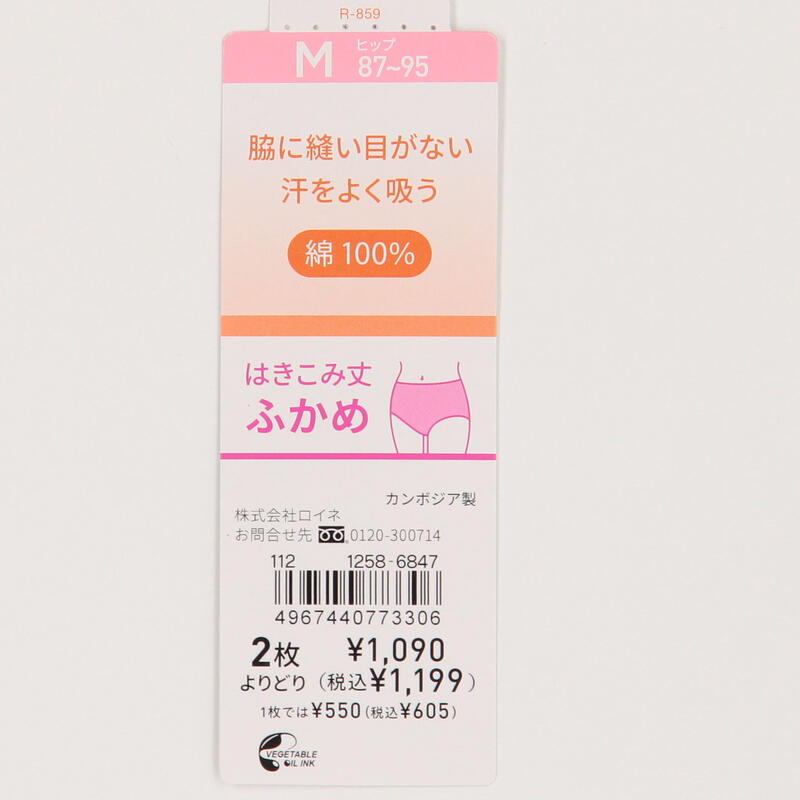 R-859
M ヒップ 87~95
脇に縫い目がない
汗をよく吸う
綿 100%
はきこみ丈
ふかめ
カンボジア製
株式会社ロイネ
お問合せ先 0120-300714
112 1258-6847
4967440773306
2枚 ¥1,090
よりどり (税込¥1,199)
1枚では¥550(税込¥605)
VEGETABLE
OIL INK